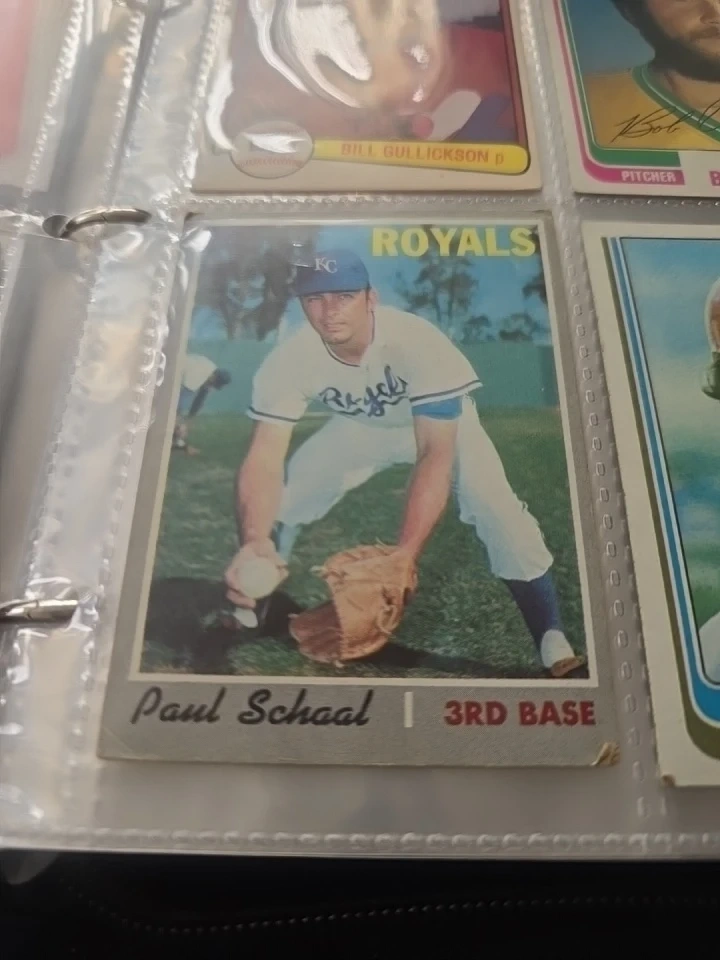 BILL GULLICKSON p
PITCHER
ROYALS
KC
Royals
Paul Schaal
3RD BASE